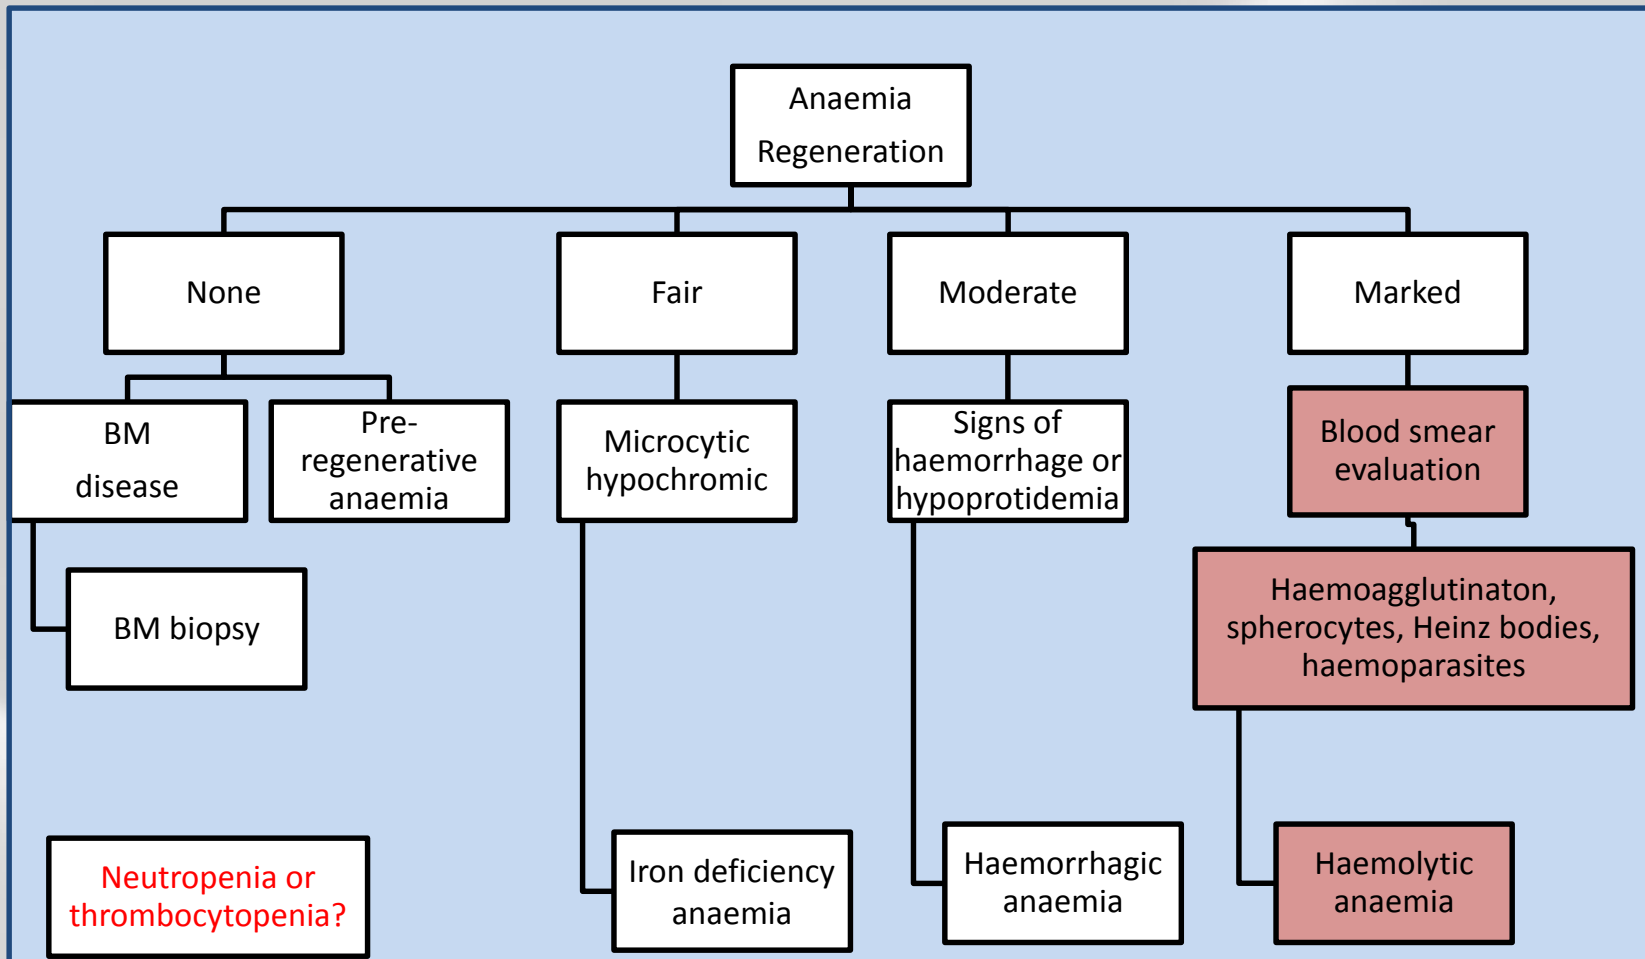 Anaemia
Regeneration
None
Fair
Moderate
Marked
BM
disease
Pre-
regenerative
anaemia
Microcytic
hypochromic
Signs of
haemorrhage or
hypoprotidemia
Blood smear
evaluation
BM biopsy
Haemoagglutinaton,
spherocytes, Heinz bodies,
haemoparasites
Neutropenia or
thrombocytopenia?
Iron deficiency
anaemia
Haemorrhagic
anaemia
Haemolytic
anaemia